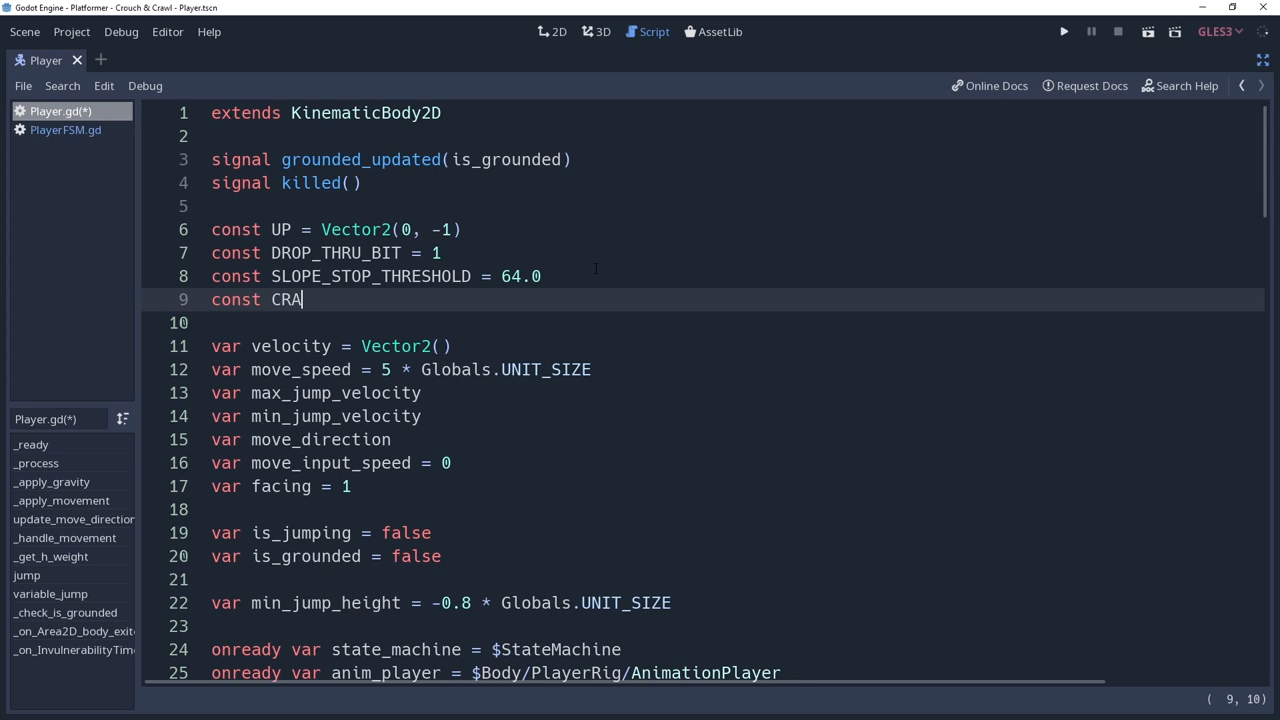 Godot Engine - Platformer - Crouch & Crawl - Player.tscn
Scene Project Debug Editor Help
2D 3D Script AssetLib
GLES3
Player
File Search Edit Debug
Online Docs Request Docs Search Help
Player.gd(*)
PlayerFSM.gd
Player.gd(*)
_ready
_process
_apply_gravity
_apply_movement
update_move_direction
_handle_movement
_get_h_weight
jump
variable_jump
_check_is_grounded
_on_Area2D_body_exite
_on_InvulnerabilityTime
1 extends KinematicBody2D
2
3 signal grounded_updated(is_grounded)
4 signal killed()
5
6 const UP = Vector2(0, -1)
7 const DROP_THRU_BIT = 1
8 const SLOPE_STOP_THRESHOLD = 64.0
9 const CRA
10
11 var velocity = Vector2()
12 var move_speed = 5 * Globals.UNIT_SIZE
13 var max_jump_velocity
14 var min_jump_velocity
15 var move_direction
16 var move_input_speed = 0
17 var facing = 1
18
19 var is_jumping = false
20 var is_grounded = false
21
22 var min_jump_height = -0.8 * Globals.UNIT_SIZE
23
24 onready var state_machine = $StateMachine
25 onready var anim_player = $Body/PlayerRig/AnimationPlayer
( 9, 10)